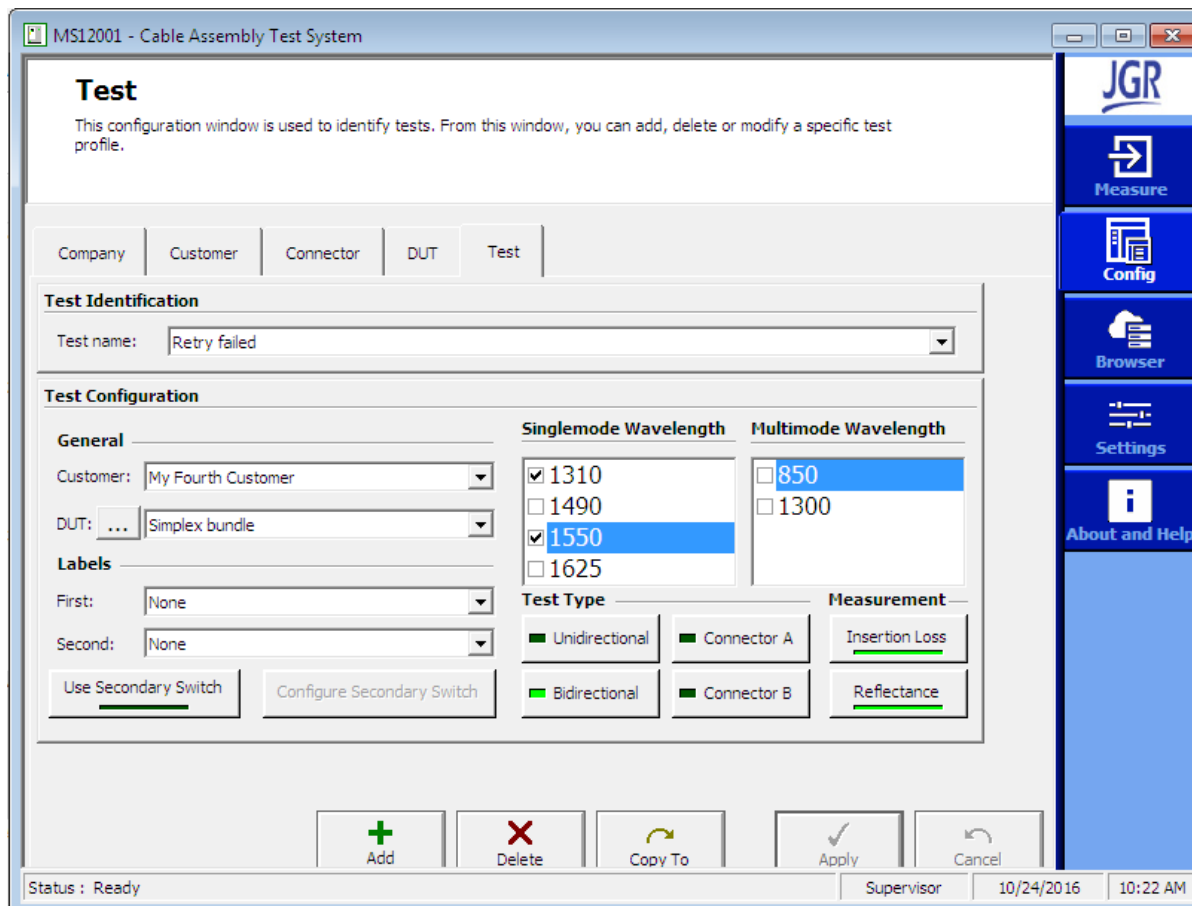 MS12001 - Cable Assembly Test System
Test
This configuration window is used to identify tests. From this window, you can add, delete or modify a specific test
profile.
JGR
Measure
Config
Browser
Settings
About and Help
Company
Customer
Connector
DUT
Test
Test Identification
Test name:
Retry failed
Test Configuration
General
Customer:
My Fourth Customer
DUT:
...
Simplex bundle
Labels
First:
None
Second:
None
Use Secondary Switch
Configure Secondary Switch
Singlemode Wavelength
1310
1490
1550
1625
Multimode Wavelength
850
1300
Test Type
Unidirectional
Connector A
Bidirectional
Connector B
Measurement
Insertion Loss
Reflectance
Add
Delete
Copy To
Apply
Cancel
Status : Ready
Supervisor
10/24/2016
10:22 AM